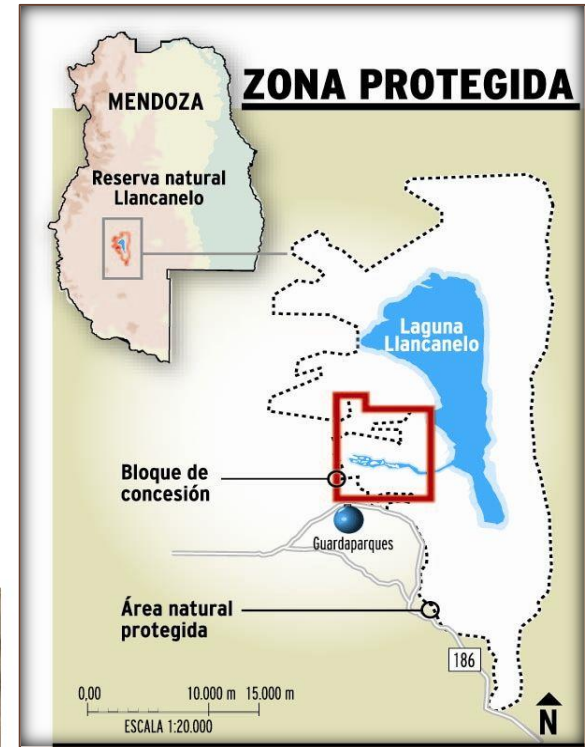 ZONA PROTEGIDA
MENDOZA
Reserva natural
Llancanelo
Laguna
Llancanelo
Bloque de
concesión
Guardaparques
Área natural
protegida
186
0,00 10.000 m 15.000 m
ESCALA 1:20.000
N